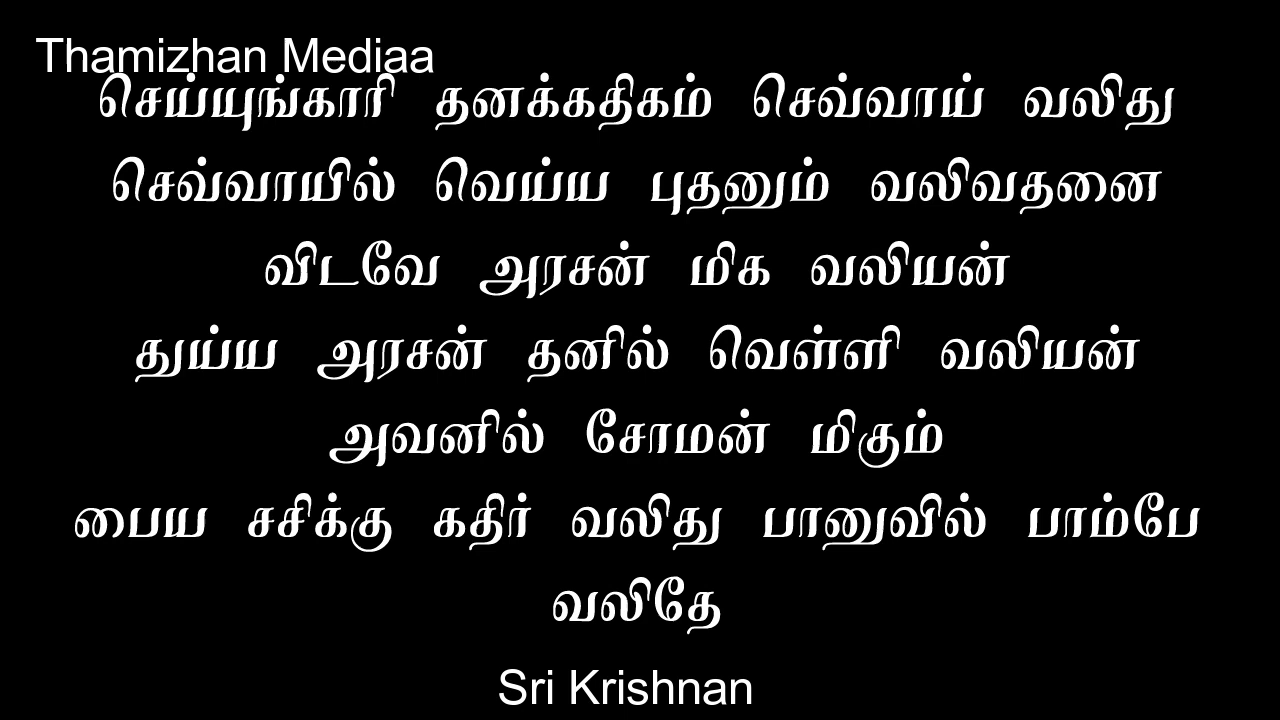 Thamizhan Mediaa
செய்யுங்காரி தனக்கதிகம் செவ்வாய் வலிது
செவ்வாயில் வெய்ய புதனும் வலிவதனை
விடவே அரசன் மிக வலியன்
துய்ய அரசன் தனில் வெள்ளி வலியன்
அவனில் சோமன் மிகும்
பைய சசிக்கு கதிர் வலிது பானுவில் பாம்பே
வலிதே
Sri Krishnan